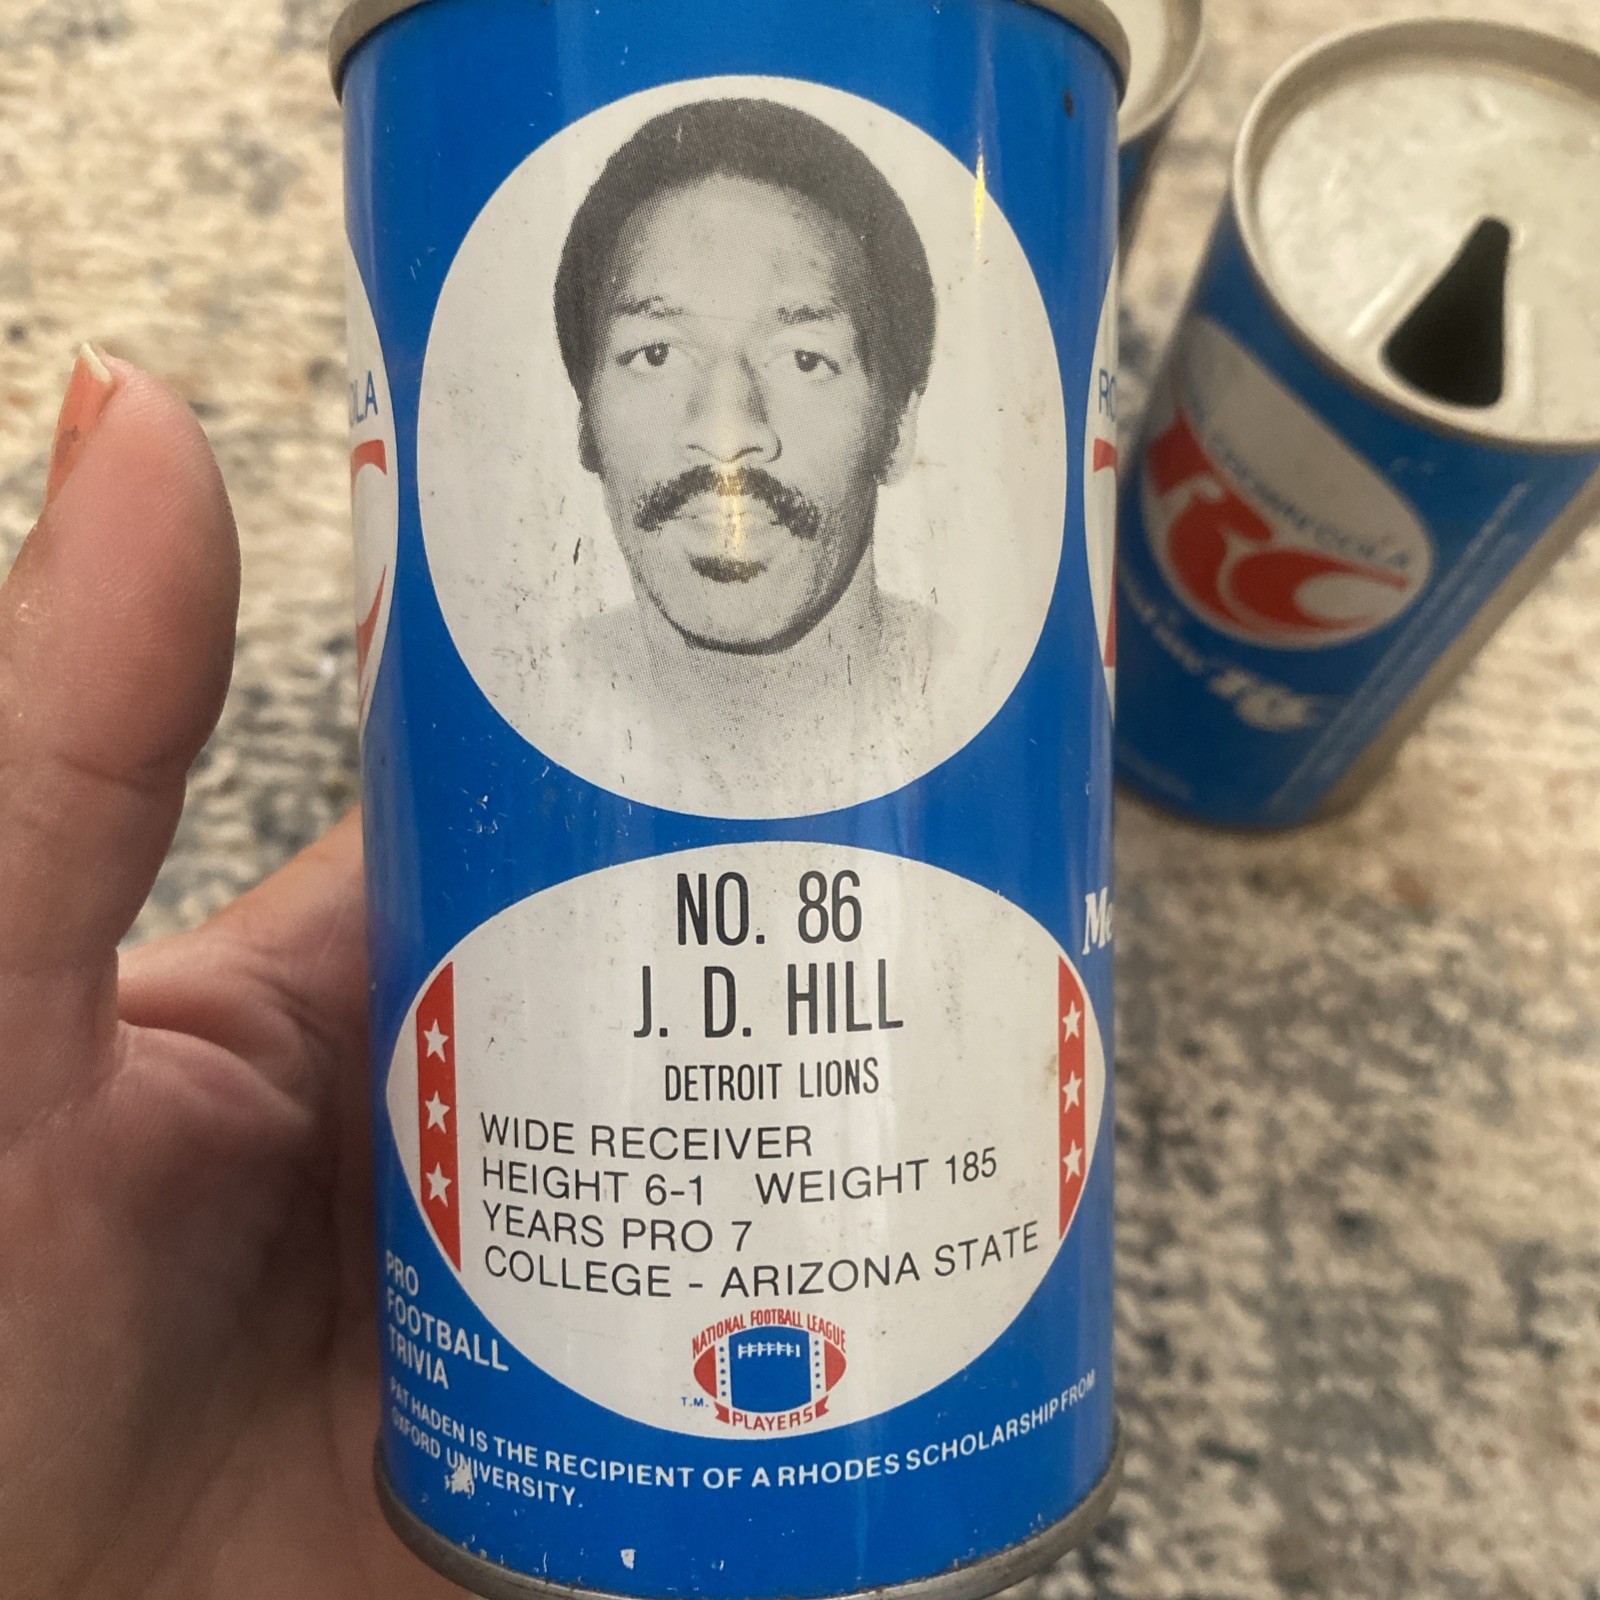 NO. 86
J. D. HILL
DETROIT LIONS
WIDE RECEIVER
HEIGHT 6-1 WEIGHT 185
YEARS PRO 7
COLLEGE - ARIZONA STATE
NATIONAL FOOTBALL LEAGUE
T.M.
PLAYERS
PRO
FOOTBALL
TRIVIA
PAT HADEN IS THE RECIPIENT OF A RHODES SCHOLARSHIP FROM
OXFORD UNIVERSITY.
RC